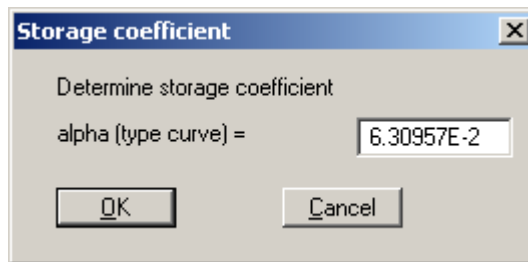 Storage coefficient
Determine storage coefficient
alpha (type curve) = 6.30957E-2
OK Cancel